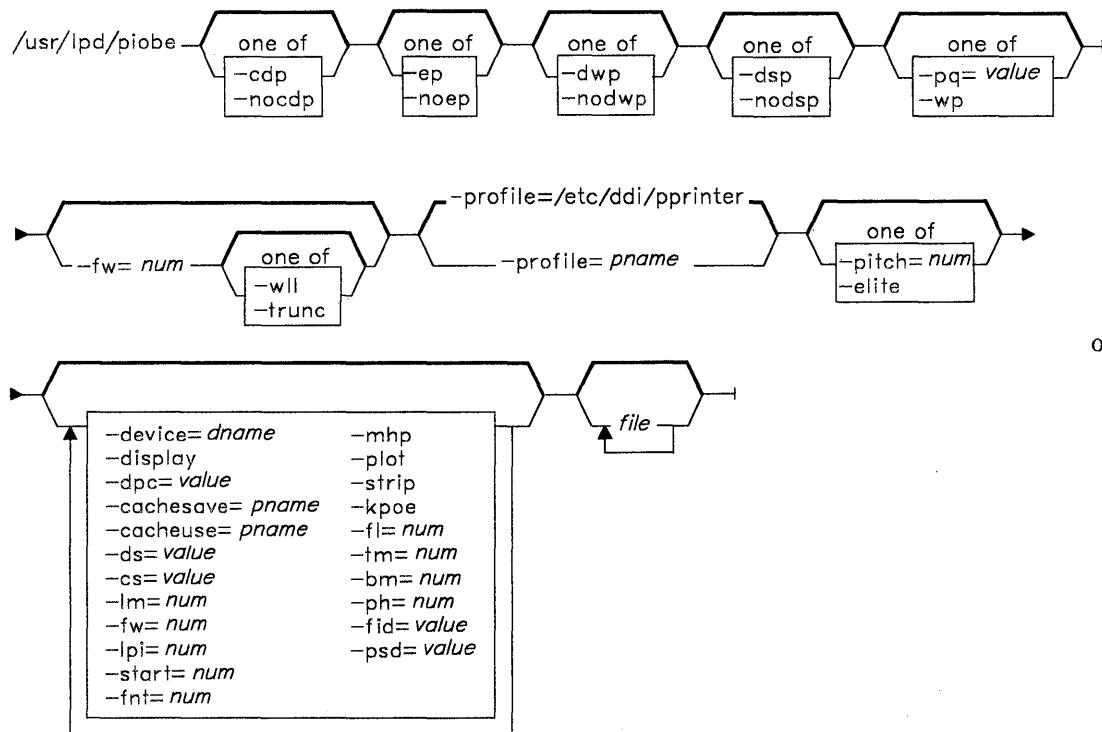 /usr/lpd/piobe
one of
-cdp
-nocdp
one of
-ep
-noep
one of
-dwp
-nodwp
one of
-dsp
-nodsp
one of
-pq= value
-wp
-fw= num
one of
-wll
-trunc
-profile=/etc/ddi/pprinter
-profile= pname
one of
-pitch= num
-elite
o
-device= dname
-display
-dpc= value
-cachesave= pname
-cacheuse= pname
-ds= value
-cs= value
-lm= num
-fw= num
-lpi= num
-start= num
-fnt= num
-mhp
-plot
-strip
-kpoe
-fl= num
-tm= num
-bm= num
-ph= num
-fid= value
-psd= value
file